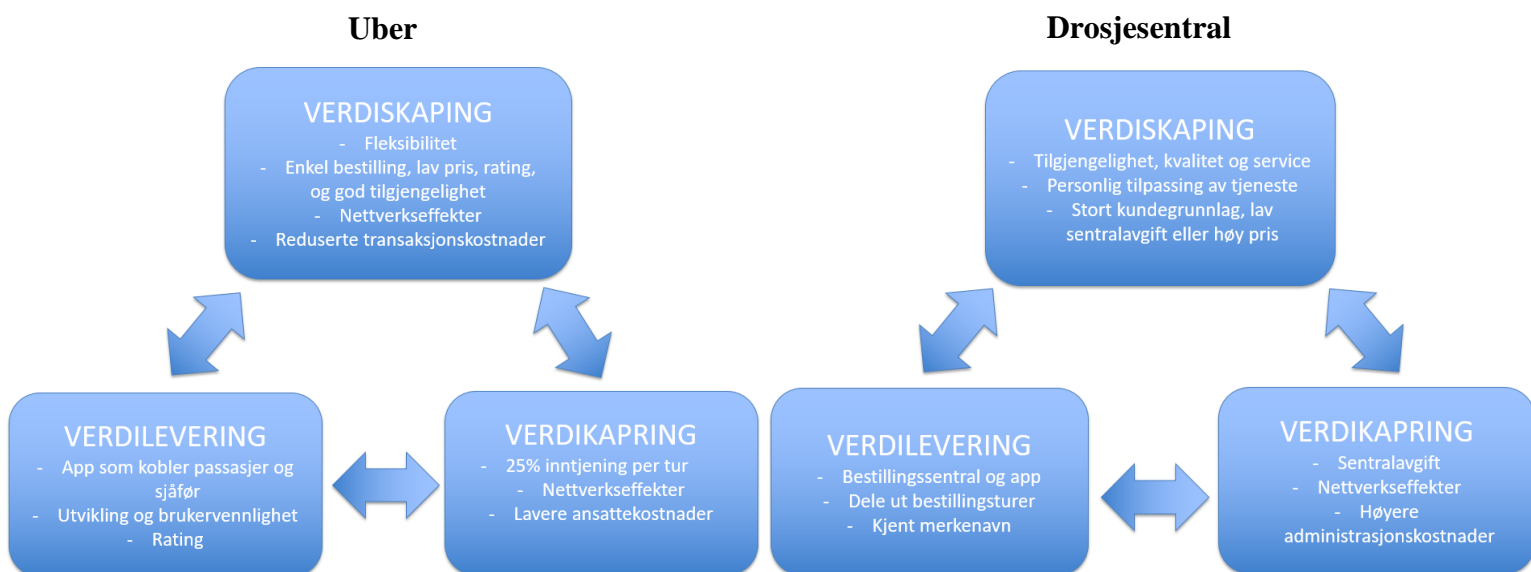 Uber
VERDISKAPING
- Fleksibilitet
- Enkel bestilling, lav pris, rating,
og god tilgjengelighet
- Nettverkseffekter
- Reduserte transaksjonskostnader
VERDILEVERING
- App som kobler passasjer og
sjåfør
- Utvikling og brukervennlighet
- Rating
VERDIKAPRING
- 25% inntjening per tur
- Nettverkseffekter
- Lavere ansattekostnader
Drosjesentral
VERDISKAPING
- Tilgjengelighet, kvalitet og service
- Personlig tilpassing av tjeneste
- Stort kundegrunnlag, lav
sentralavgift eller høy pris
VERDILEVERING
- Bestillingssentral og app
- Dele ut bestillingsturer
- Kjent merkenavn
VERDIKAPRING
- Sentralavgift
- Nettverkseffekter
- Høyere
administrasjonskostnader